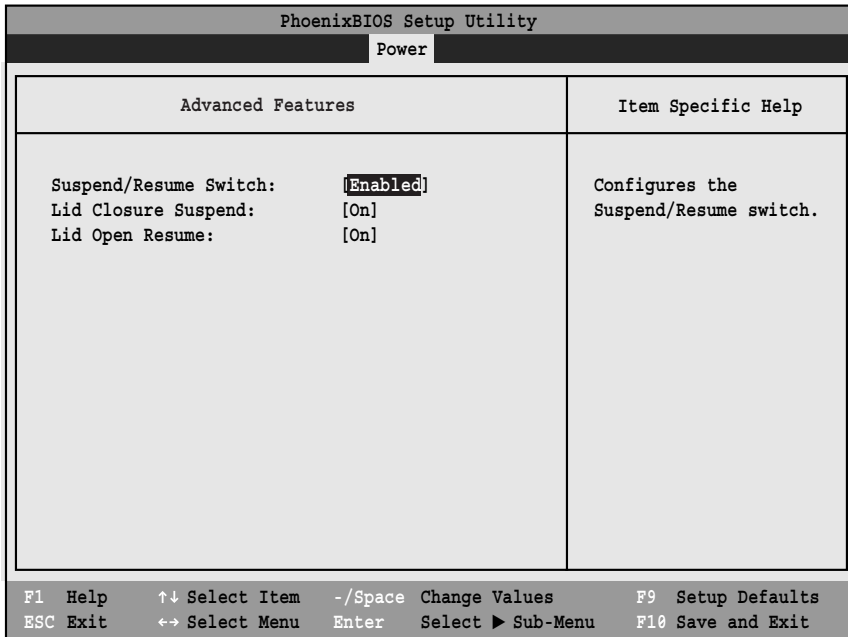 PhoenixBIOS Setup Utility
Power
Advanced Features
Item Specific Help
Suspend/Resume Switch: [Enabled]
Lid Closure Suspend: [On]
Lid Open Resume: [On]
Configures the
Suspend/Resume switch.
F1 Help ↑↓ Select Item -/Space Change Values F9 Setup Defaults
ESC Exit ←→ Select Menu Enter Select ▶ Sub-Menu F10 Save and Exit